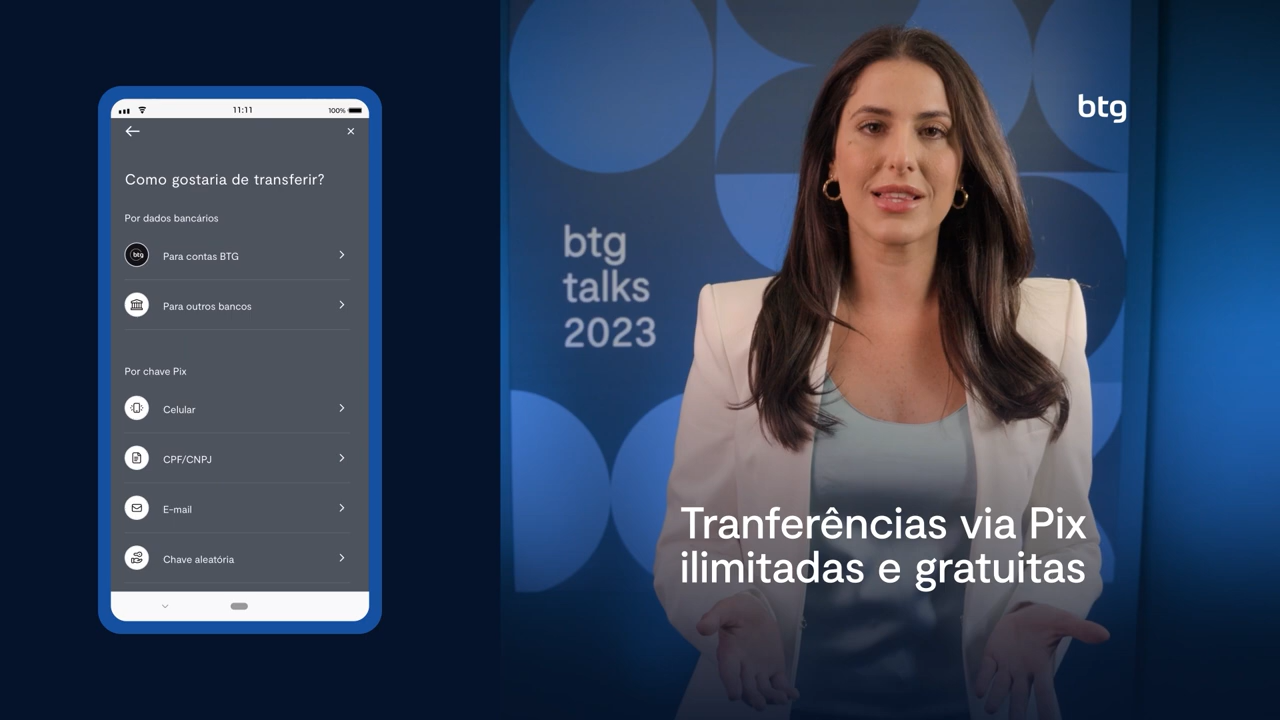 11:11
100%
Como gostaria de transferir?
Por dados bancários
btg
Para contas BTG
Para outros bancos
Por chave Pix
Celular
CPF/CNPJ
E-mail
Chave aleatória
btg
btg
talks
2023
Tranferências via Pix
ilimitadas e gratuitas